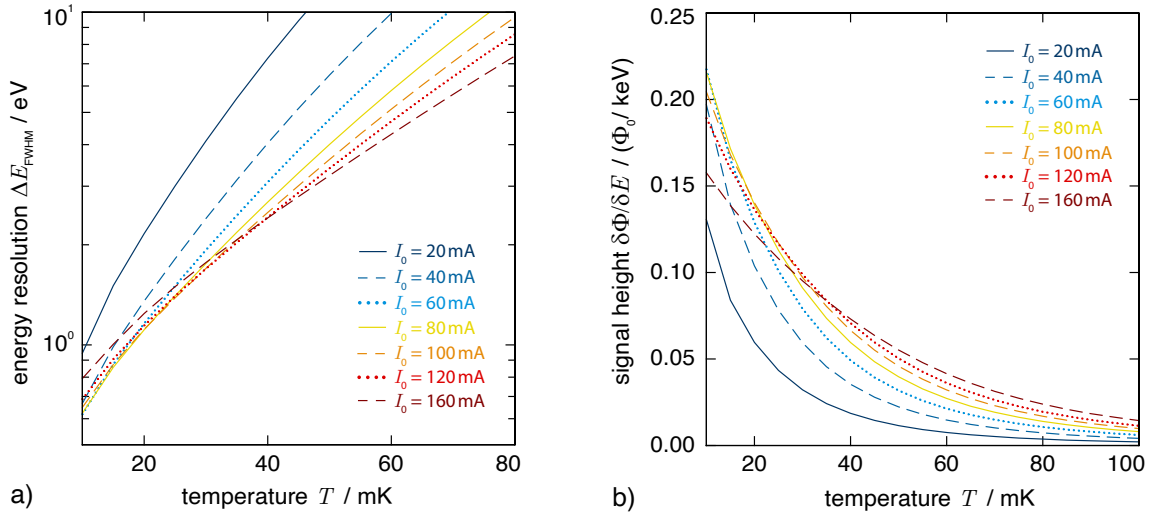 10¹
10⁰
energy resolution ΔE_FWHM / eV
I₀ = 20 mA
I₀ = 40 mA
I₀ = 60 mA
I₀ = 80 mA
I₀ = 100 mA
I₀ = 120 mA
I₀ = 160 mA
20 40 60 80
temperature T / mK
a)
0.25
0.20
0.15
0.10
0.05
0.00
signal height δΦ/δE / (Φ₀/ keV)
I₀ = 20 mA
I₀ = 40 mA
I₀ = 60 mA
I₀ = 80 mA
I₀ = 100 mA
I₀ = 120 mA
I₀ = 160 mA
20 40 60 80 100
temperature T / mK
b)